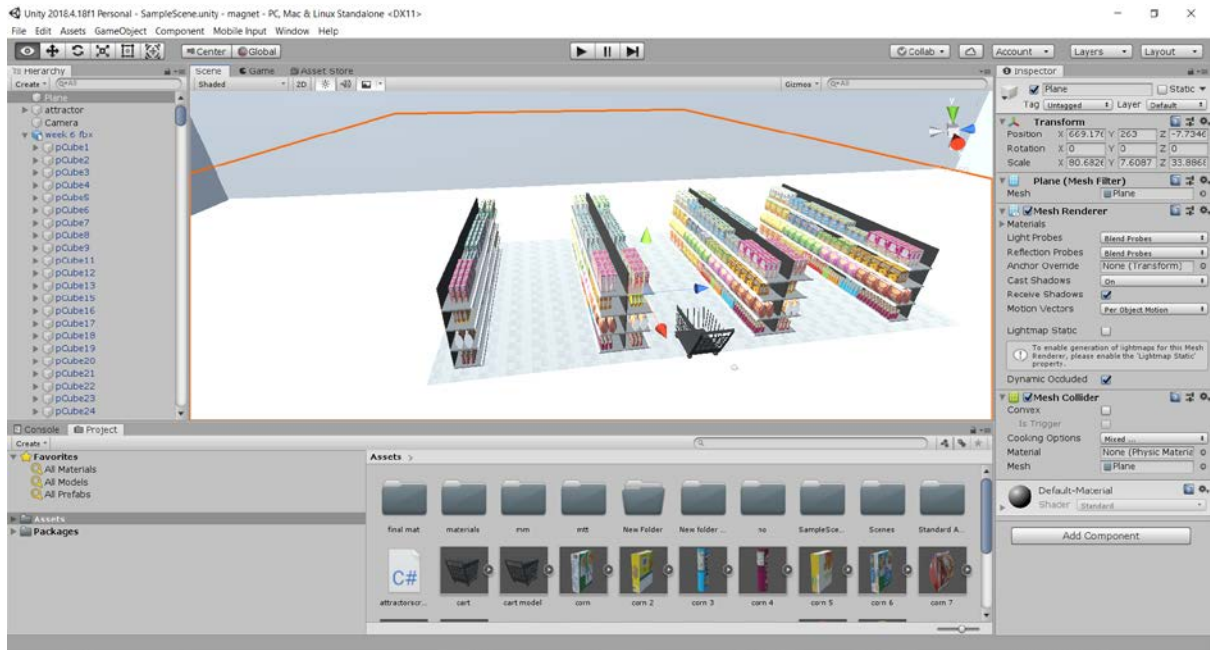 Unity 2018.4.18f1 Personal - SampleScene.unity - magnet - PC, Mac & Linux Standalone <DX11>
File Edit Assets GameObject Component Mobile Input Window Help
Center Global
Collab
Account
Layers
Layout
Hierarchy
Create
Plane
attractor
Camera
week 6 fbx
pCube1
pCube2
pCube3
pCube4
pCube5
pCube6
pCube7
pCube8
pCube9
pCube11
pCube12
pCube13
pCube15
pCube16
pCube17
pCube18
pCube19
pCube20
pCube21
pCube22
pCube23
pCube24
Scene Game Asset Store
Shaded 2D Gizmos
Inspector
Plane Static
Tag Untagged Layer Default
Transform
Position X 669.17 Y 263 Z -7.734
Rotation X 0 Y 0 Z 0
Scale X 80.682 Y 7.6087 Z 33.886
Plane (Mesh Filter)
Mesh Plane
Mesh Renderer
Materials
Light Probes Blend Probes
Reflection Probes Blend Probes
Anchor Override None (Transform)
Cast Shadows On
Receive Shadows
Motion Vectors Per Object Motion
Lightmap Static
To enable generation of lightmaps for this Mesh
Renderer, please enable the 'Lightmap Static'
property.
Dynamic Occluded
Mesh Collider
Convex
Is Trigger
Cooking Options Mixed ...
Material None (Physic Materia
Mesh Plane
Default-Material
Shader Standard
Add Component
Console Project
Create
Favorites
All Materials
All Models
All Prefabs
Assets
Packages
Assets >
final mat materials mm mtt New Folder New folder ... no SampleSce... Scenes Standard A...
C#
attractorscr... cart cart model corn corn 2 corn 3 corn 4 corn 5 corn 6 corn 7